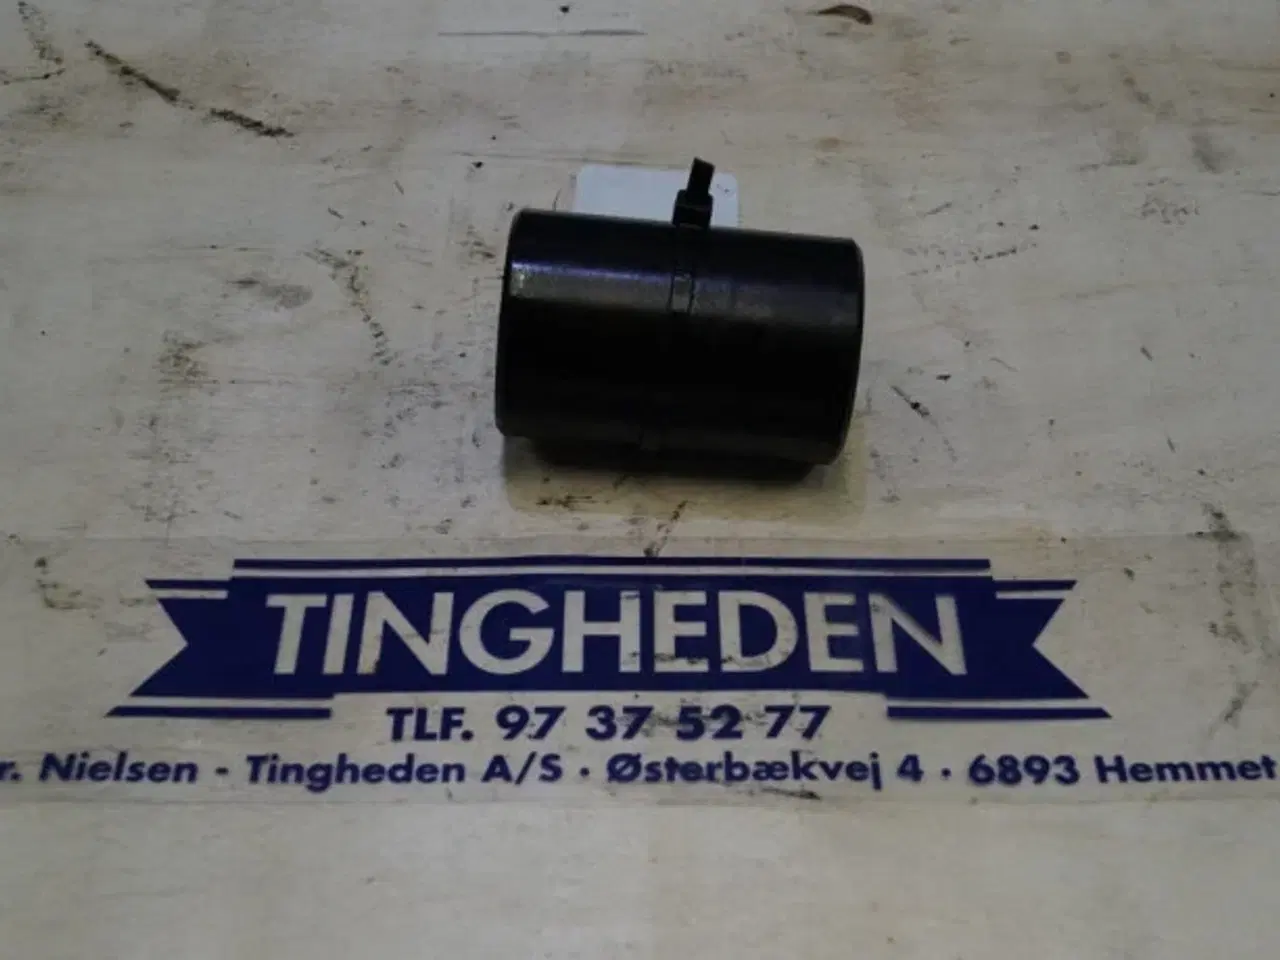 TINGHEDEN
TLF. 97 37 52 77
r. Nielsen - Tingheden A/S · Østerbækvej 4 · 6893 Hemmet